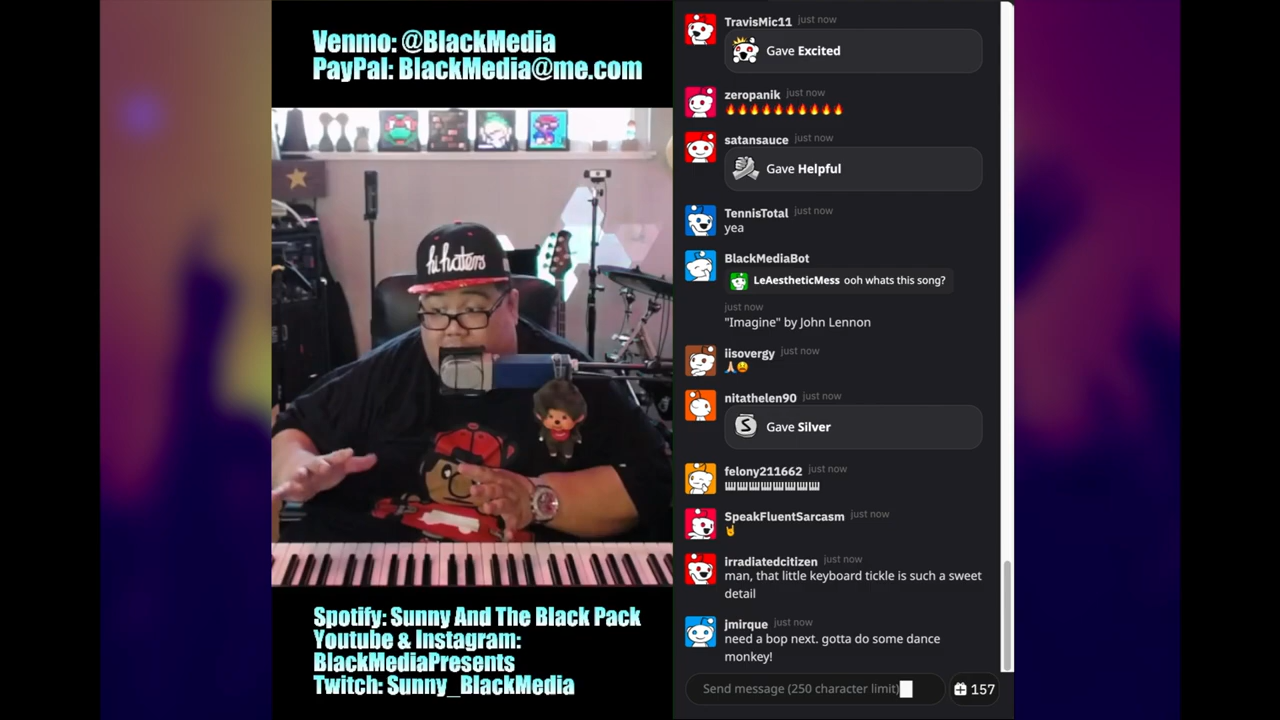 Venmo: @BlackMedia
PayPal: BlackMedia@me.com
hi haters
Spotify: Sunny And The Black Pack
Youtube & Instagram:
BlackMediaPresents
Twitch: Sunny_BlackMedia
TravisMic11 just now
Gave Excited
zeropanik just now
🔥🔥🔥🔥🔥🔥🔥🔥🔥🔥
satansauce just now
Gave Helpful
TennisTotal just now
yea
BlackMediaBot
LeAestheticMess ooh whats this song?
just now
"Imagine" by John Lennon
iisovergy just now
nitathelen90 just now
S
Gave Silver
felony211662 just now
🎹🎹🎹🎹🎹🎹🎹🎹
SpeakFluentSarcasm just now
🤘
irradiatedcitizen just now
man, that little keyboard tickle is such a sweet
detail
jmirque just now
need a bop next. gotta do some dance
monkey!
Send message (250 character limit)
157